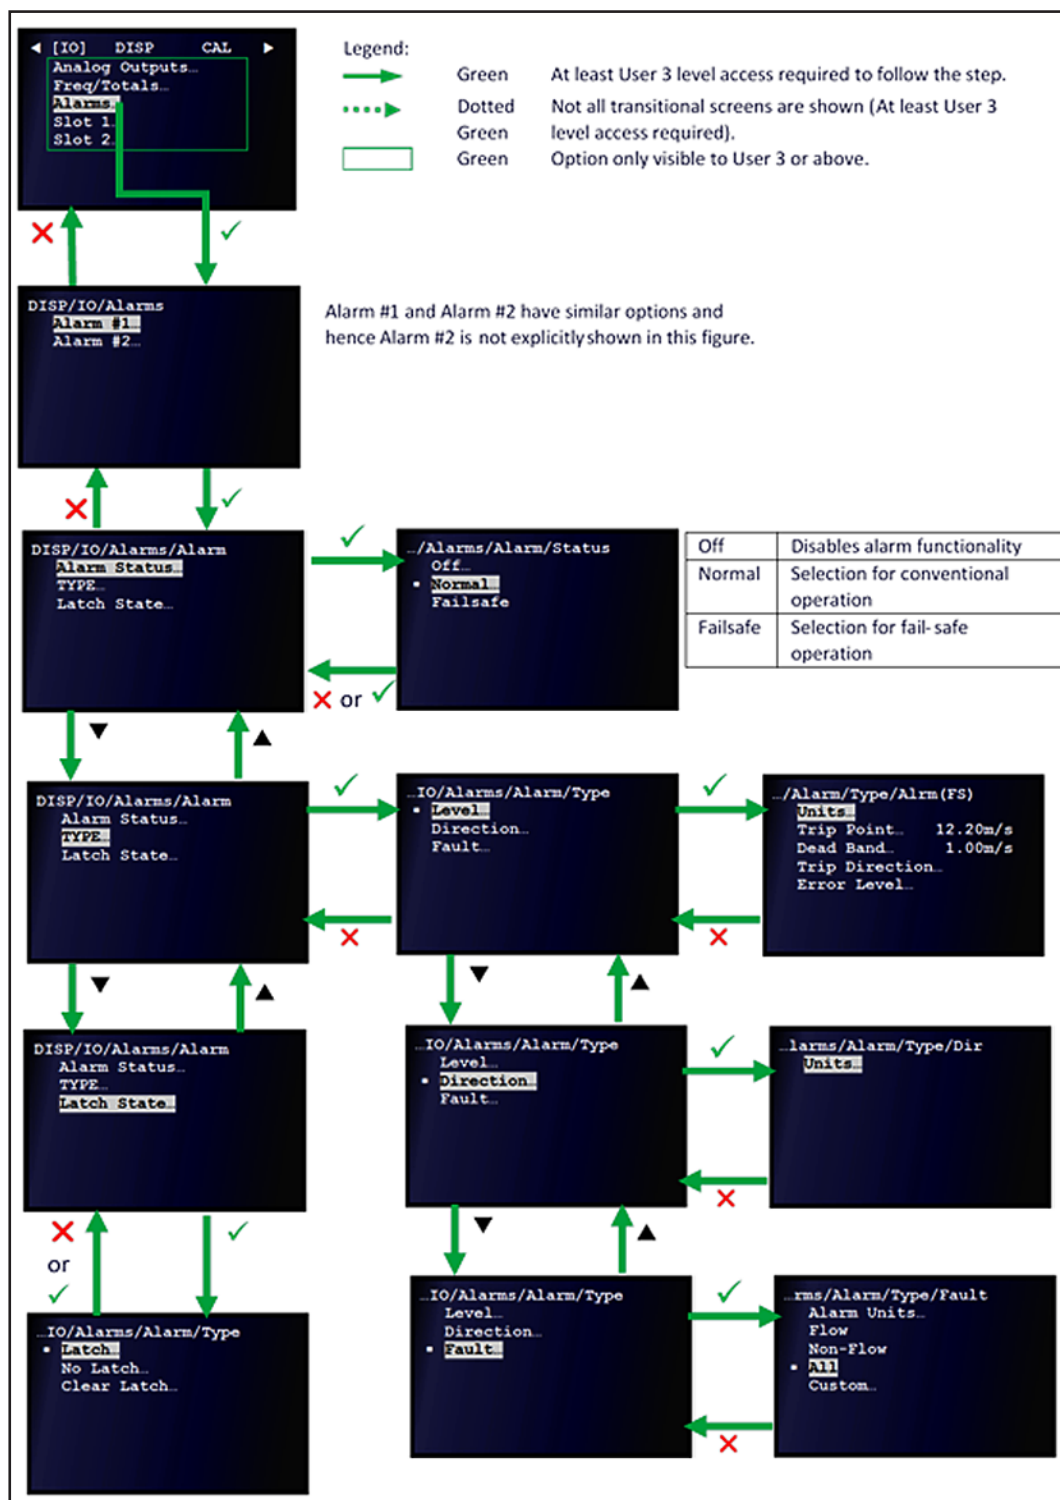 [IO] DISP CAL
Analog Outputs…
Freq/Totals…
Alarms…
Slot 1…
Slot 2…
Legend:
Green At least User 3 level access required to follow the step.
Dotted Green Not all transitional screens are shown (At least User 3 level access required).
Green Option only visible to User 3 or above.
DISP/IO/Alarms
Alarm #1…
Alarm #2…
Alarm #1 and Alarm #2 have similar options and
hence Alarm #2 is not explicitly shown in this figure.
DISP/IO/Alarms/Alarm
Alarm Status…
TYPE…
Latch State…
…/Alarms/Alarm/Status
Off…
Normal…
Failsafe
or
Off Disables alarm functionality
Normal Selection for conventional operation
Failsafe Selection for fail-safe operation
DISP/IO/Alarms/Alarm
Alarm Status…
TYPE…
Latch State…
…IO/Alarms/Alarm/Type
Level…
Direction…
Fault…
…/Alarm/Type/Alrm(FS)
Units…
Trip Point… 12.20m/s
Dead Band… 1.00m/s
Trip Direction…
Error Level…
DISP/IO/Alarms/Alarm
Alarm Status…
TYPE…
Latch State…
…IO/Alarms/Alarm/Type
Level…
Direction…
Fault…
…larms/Alarm/Type/Dir
Units…
or
…IO/Alarms/Alarm/Type
Latch…
No Latch…
Clear Latch…
…IO/Alarms/Alarm/Type
Level…
Direction…
Fault…
…rms/Alarm/Type/Fault
Alarm Units…
Flow
Non-Flow
All
Custom…